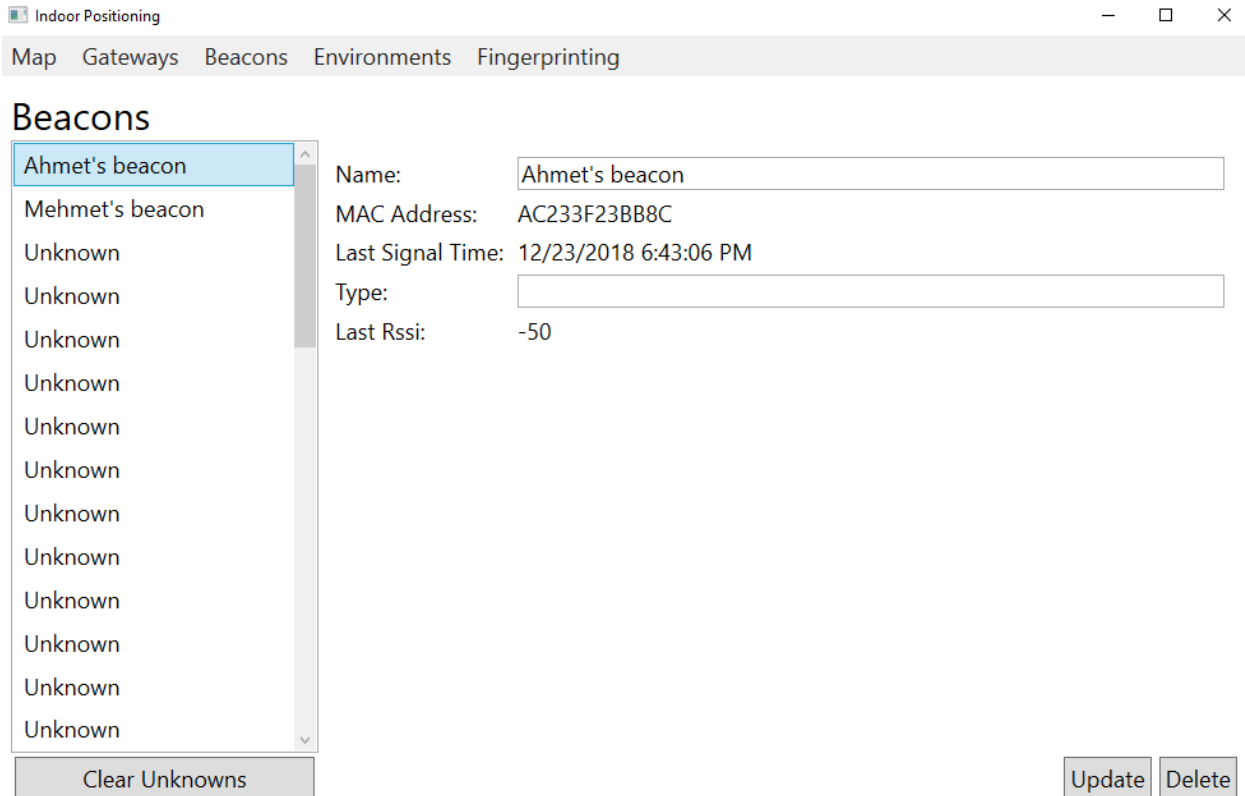 Indoor Positioning
Map Gateways Beacons Environments Fingerprinting
Beacons
Ahmet's beacon
Mehmet's beacon
Unknown
Unknown
Unknown
Unknown
Unknown
Unknown
Unknown
Unknown
Unknown
Unknown
Unknown
Unknown
Clear Unknowns
Name: Ahmet's beacon
MAC Address: AC233F23BB8C
Last Signal Time: 12/23/2018 6:43:06 PM
Type:
Last Rssi: -50
Update Delete